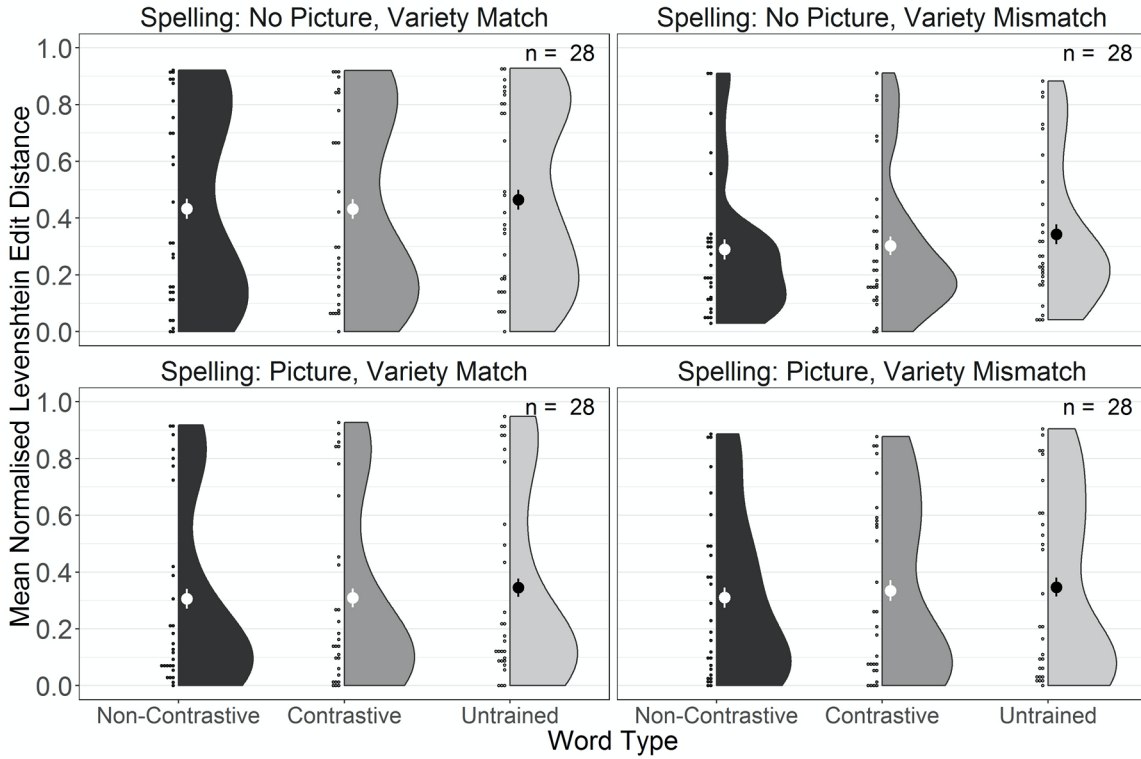 Spelling: No Picture, Variety Match
Spelling: No Picture, Variety Mismatch
n = 28
n = 28
1.0
0.8
0.6
0.4
0.2
0.0
Mean Normalised Levenshtein Edit Distance
Spelling: Picture, Variety Match
Spelling: Picture, Variety Mismatch
n = 28
n = 28
1.0
0.8
0.6
0.4
0.2
0.0
Non-Contrastive Contrastive Untrained
Non-Contrastive Contrastive Untrained
Word Type